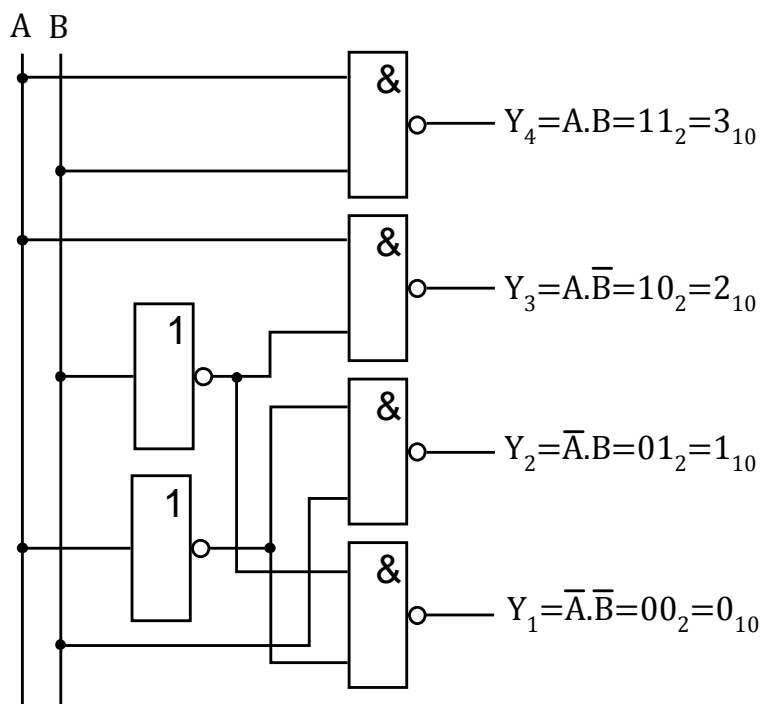 A B
&
Y₄=A.B=11₂=3₁₀
&
Y₃=A.B̅=10₂=2₁₀
1
&
Y₂=A̅.B=01₂=1₁₀
1
&
Y₁=A̅.B̅=00₂=0₁₀